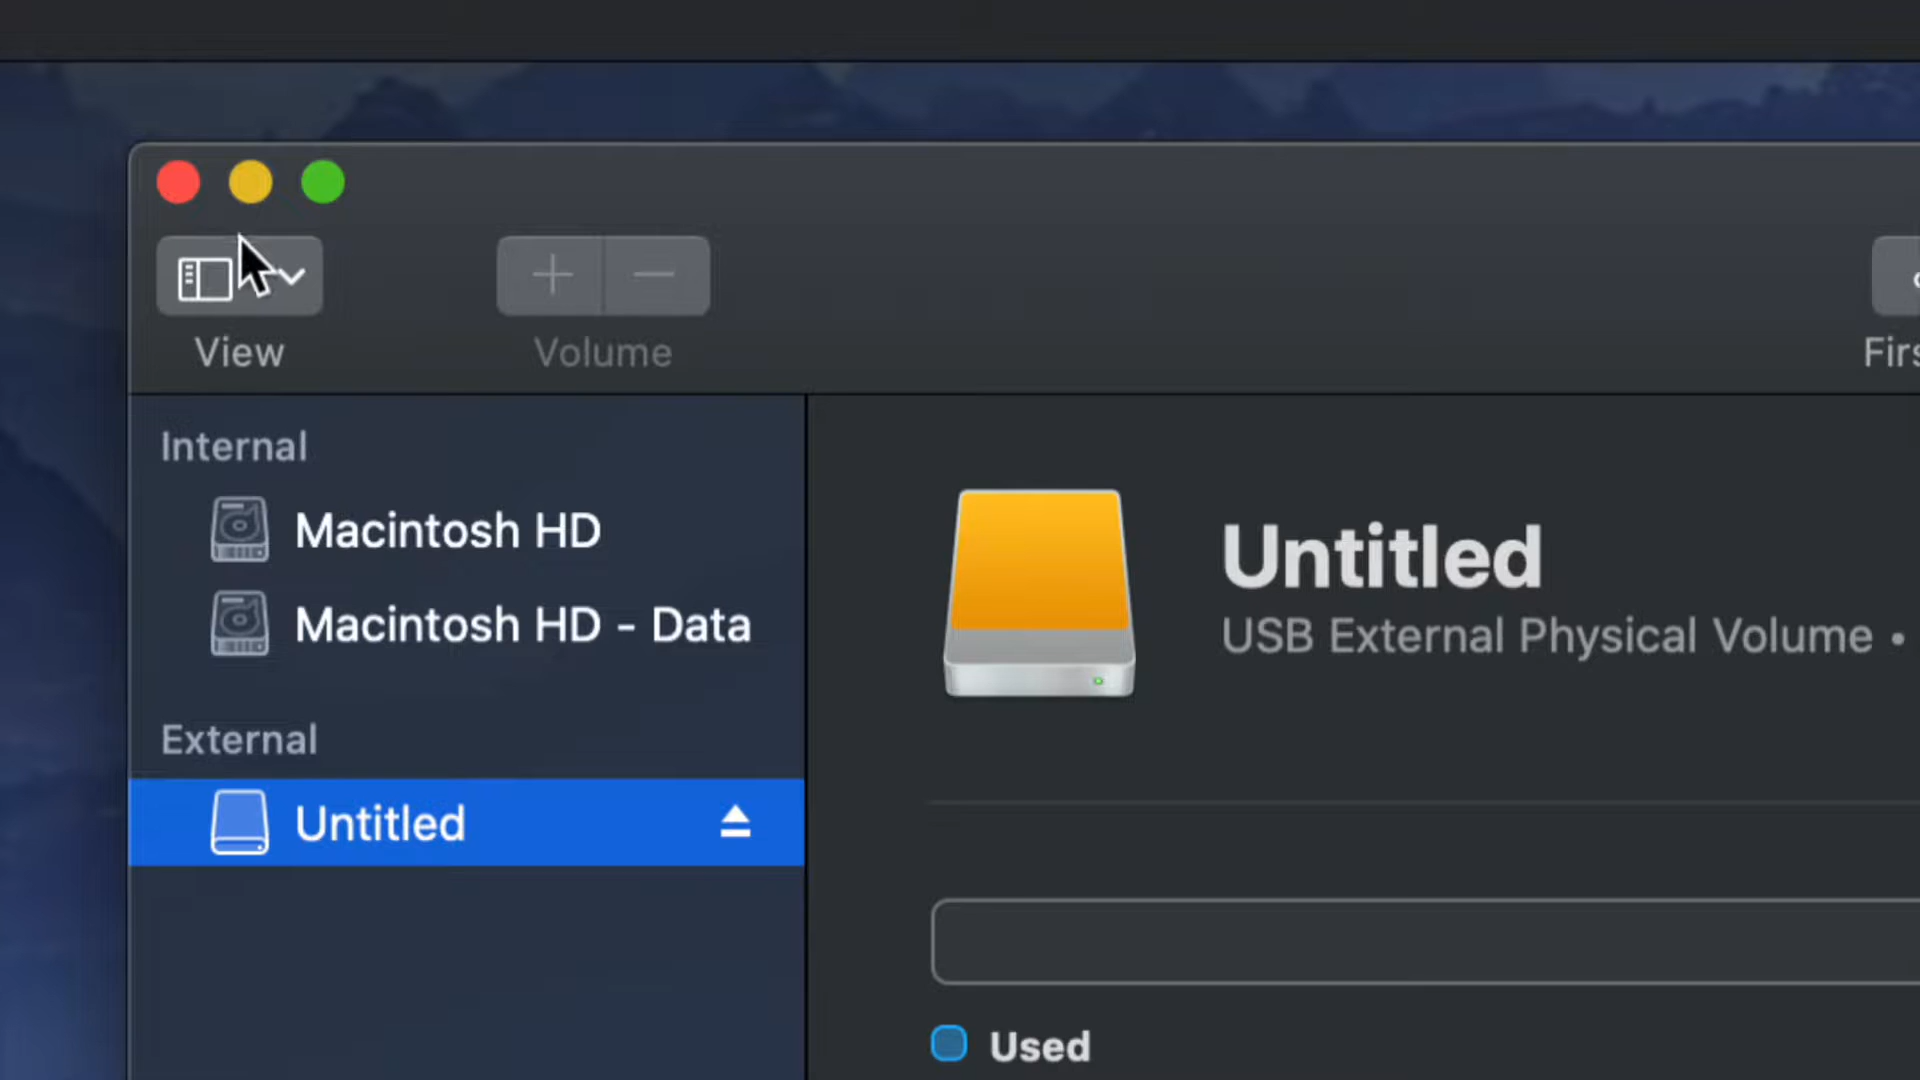 View
Volume
Internal
Macintosh HD
Macintosh HD - Data
External
Untitled
Untitled
USB External Physical Volume •
Used